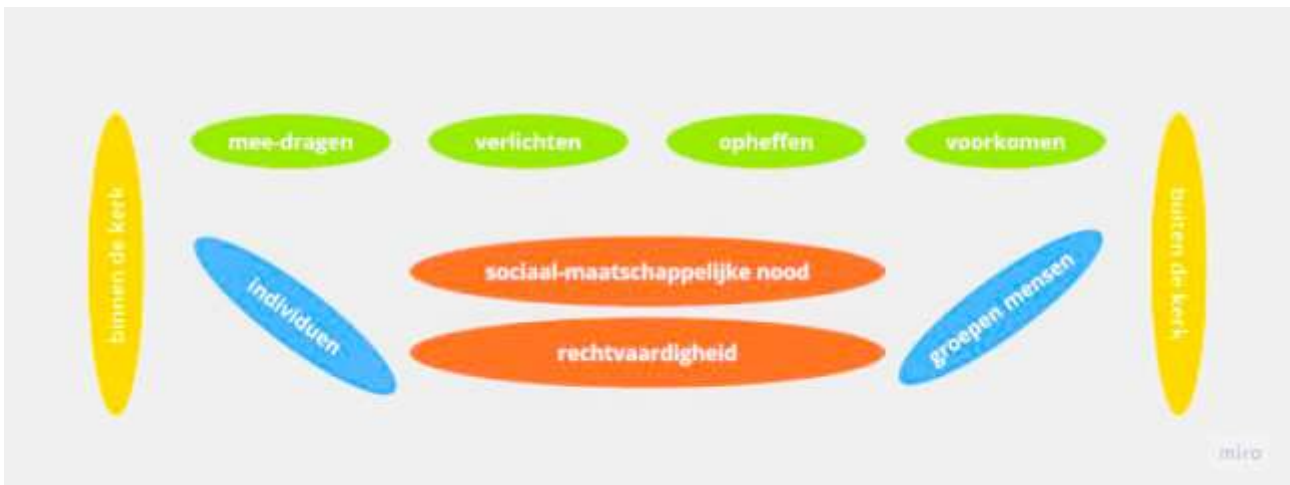 mee-dragen
verlichten
opheffen
voorkomen
binnen de kerk
individuen
sociaal-maatschappelijke nood
rechtvaardigheid
groepen mensen
buiten de kerk
miro